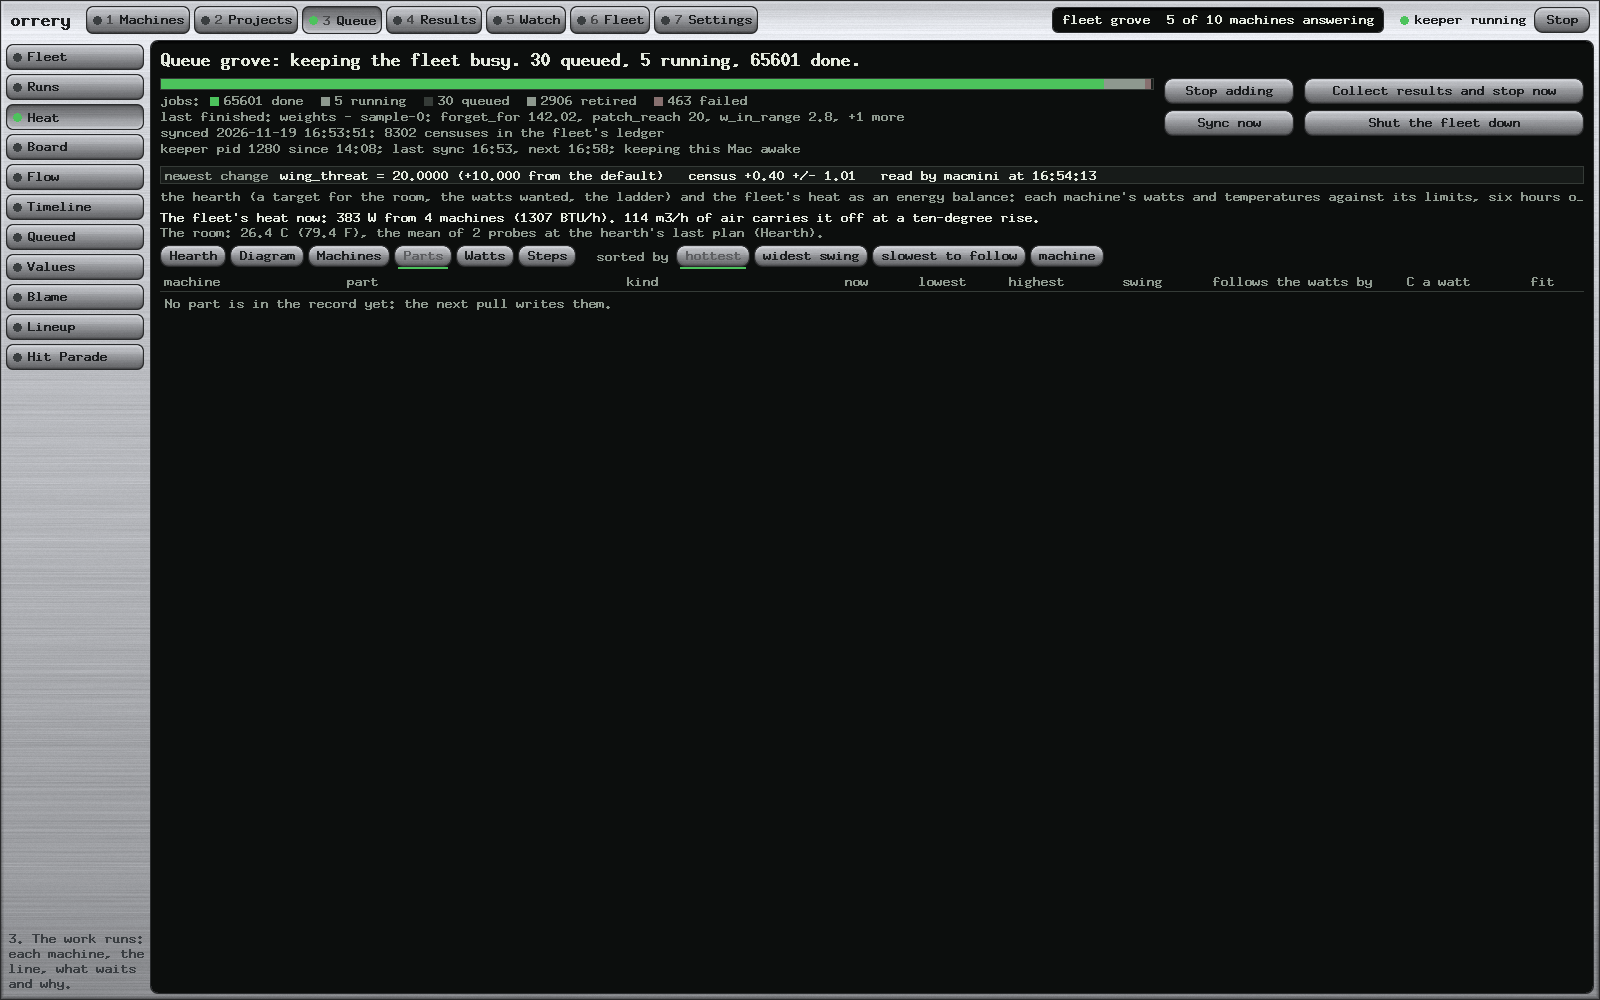 orrery 1 Machines 2 Projects 3 Queue 4 Results 5 Watch 6 Fleet 7 Settings fleet grove 5 of 10 machines answering keeper running Stop
Fleet
Runs
Heat
Board
Flow
Timeline
Queued
Values
Blame
Lineup
Hit Parade
3. The work runs:
each machine, the
line, what waits
and why.
Queue grove: keeping the fleet busy. 30 queued, 5 running, 65601 done.
jobs: 65601 done 5 running 30 queued 2906 retired 463 failed
last finished: weights - sample-0: forget_for 142.02, patch_reach 20, w_in_range 2.8, +1 more
synced 2026-11-19 16:53:51: 8302 censuses in the fleet's ledger
keeper pid 1280 since 14:08; last sync 16:53, next 16:58; keeping this Mac awake
Stop adding Collect results and stop now
Sync now Shut the fleet down
newest change wing_threat = 20.0000 (+10.000 from the default) census +0.40 +/- 1.01 read by macmini at 16:54:13
the hearth (a target for the room, the watts wanted, the ladder) and the fleet's heat as an energy balance: each machine's watts and temperatures against its limits, six hours o…
The fleet's heat now: 383 W from 4 machines (1307 BTU/h). 114 m3/h of air carries it off at a ten-degree rise.
The room: 26.4 C (79.4 F), the mean of 2 probes at the hearth's last plan (Hearth).
Hearth Diagram Machines Parts Watts Steps sorted by hottest widest swing slowest to follow machine
machine part kind now lowest highest swing follows the watts by C a watt fit
No part is in the record yet: the next pull writes them.